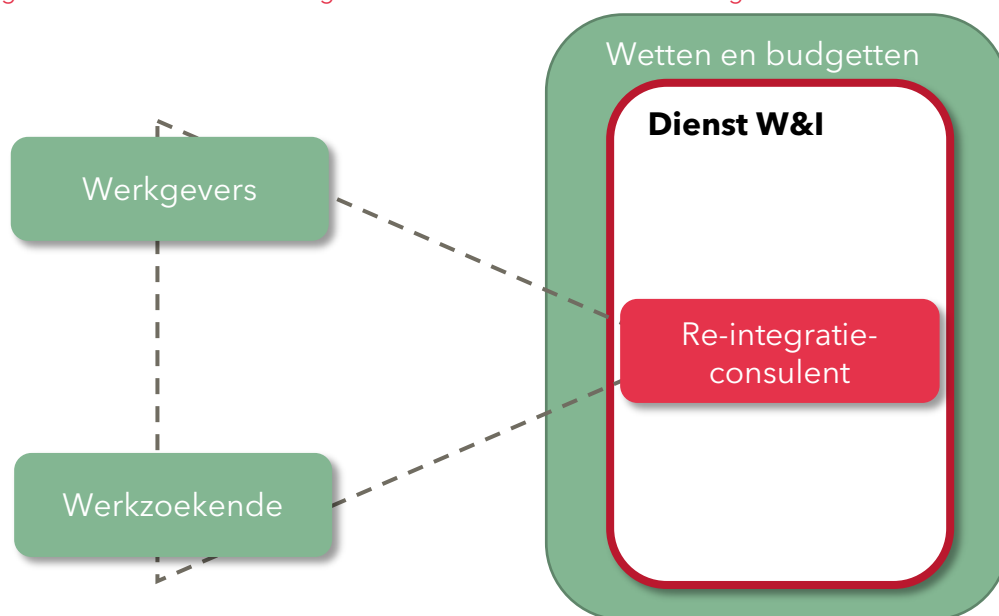 Wetten en budgetten
Dienst W&I
Werkgevers
Re-integratie-
consulent
Werkzoekende